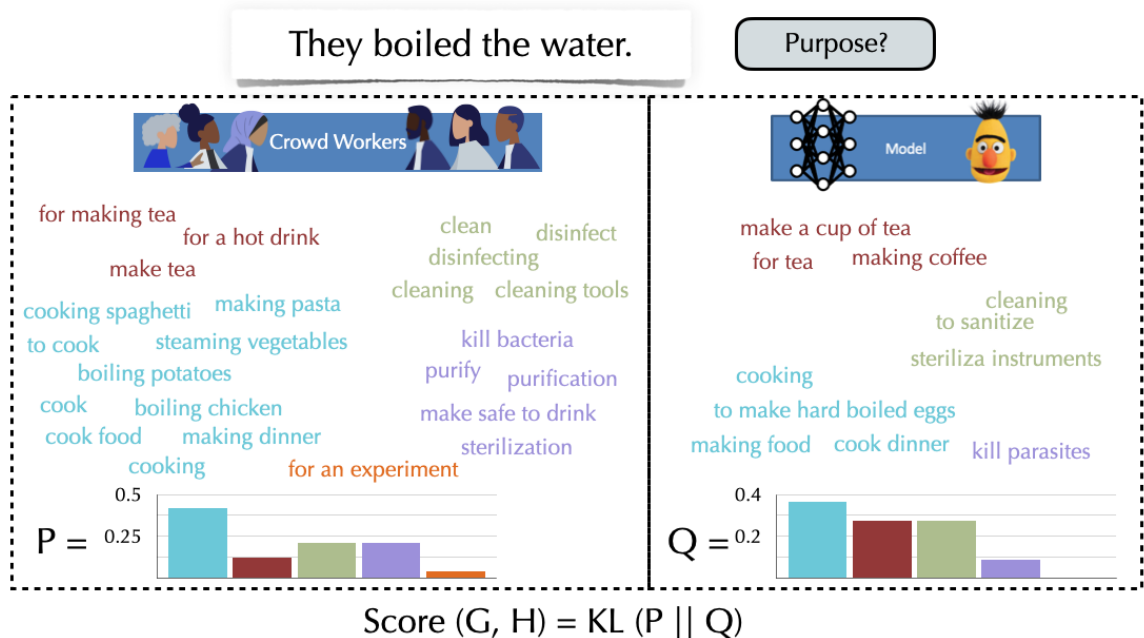 They boiled the water.
Purpose?
Crowd Workers
for making tea
for a hot drink
make tea
cooking spaghetti
making pasta
to cook
steaming vegetables
boiling potatoes
cook
boiling chicken
cook food
making dinner
cooking
clean
disinfect
disinfecting
cleaning
cleaning tools
kill bacteria
purify
purification
make safe to drink
sterilization
for an experiment
P =
0.5
0.25
Model
make a cup of tea
for tea
making coffee
cleaning
to sanitize
steriliza instruments
cooking
to make hard boiled eggs
making food
cook dinner
kill parasites
Q =
0.4
0.2
Score (G, H) = KL (P || Q)